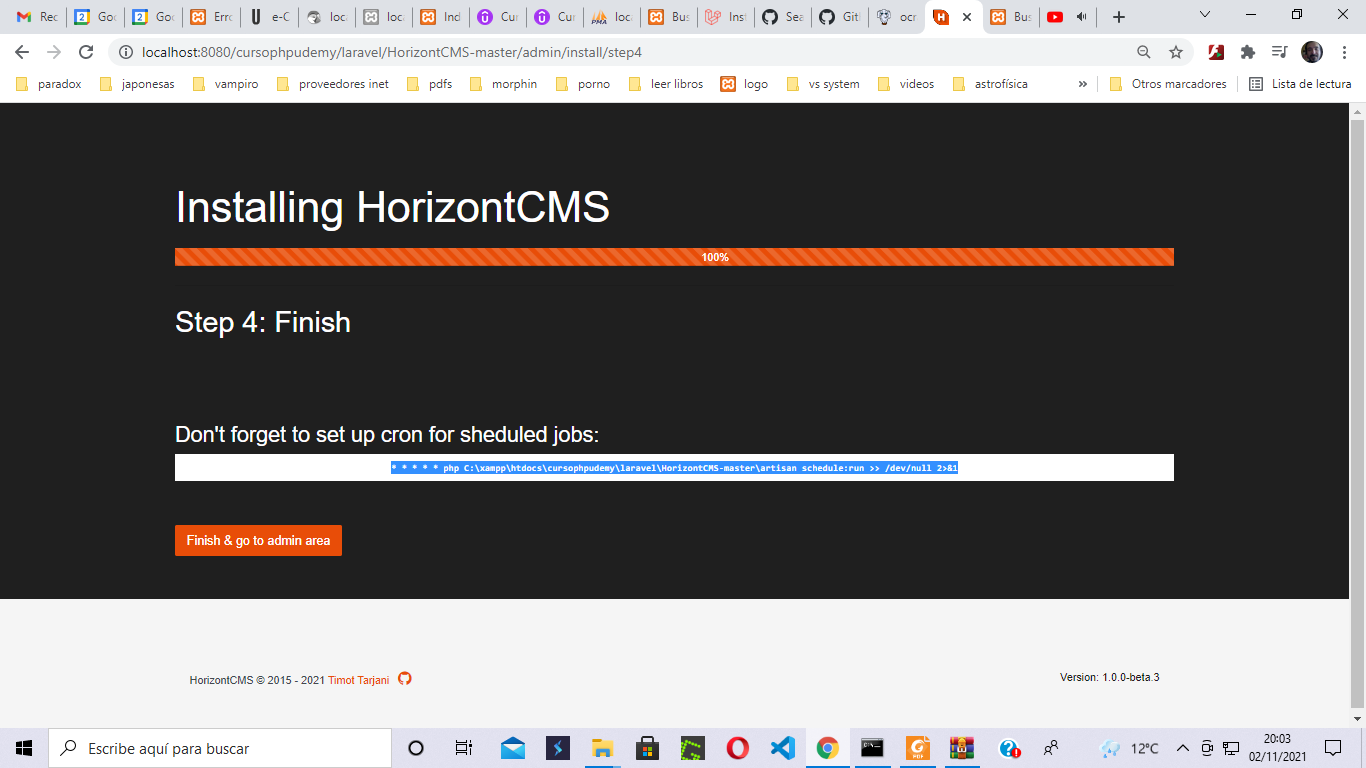 Rec
Goo
Goo
Erro
e-C
loca
loca
Ind
Cur
Cur
loca
Bus
Inst
Sea
Gitl
ocr
Bus
localhost:8080/cursophpudemy/laravel/HorizontCMS-master/admin/install/step4
paradox
japonesas
vampiro
proveedores inet
pdfs
morphin
porno
leer libros
logo
vs system
videos
astrofísica
»
Otros marcadores
Lista de lectura
Installing HorizontCMS
100%
Step 4: Finish
Don't forget to set up cron for sheduled jobs:
* * * * * php C:\xampp\htdocs\cursophpudemy\laravel\HorizontCMS-master\artisan schedule:run >> /dev/null 2>&1
Finish & go to admin area
HorizontCMS © 2015 - 2021 Timot Tarjani
Version: 1.0.0-beta.3
Escribe aquí para buscar
12°C
20:03
02/11/2021